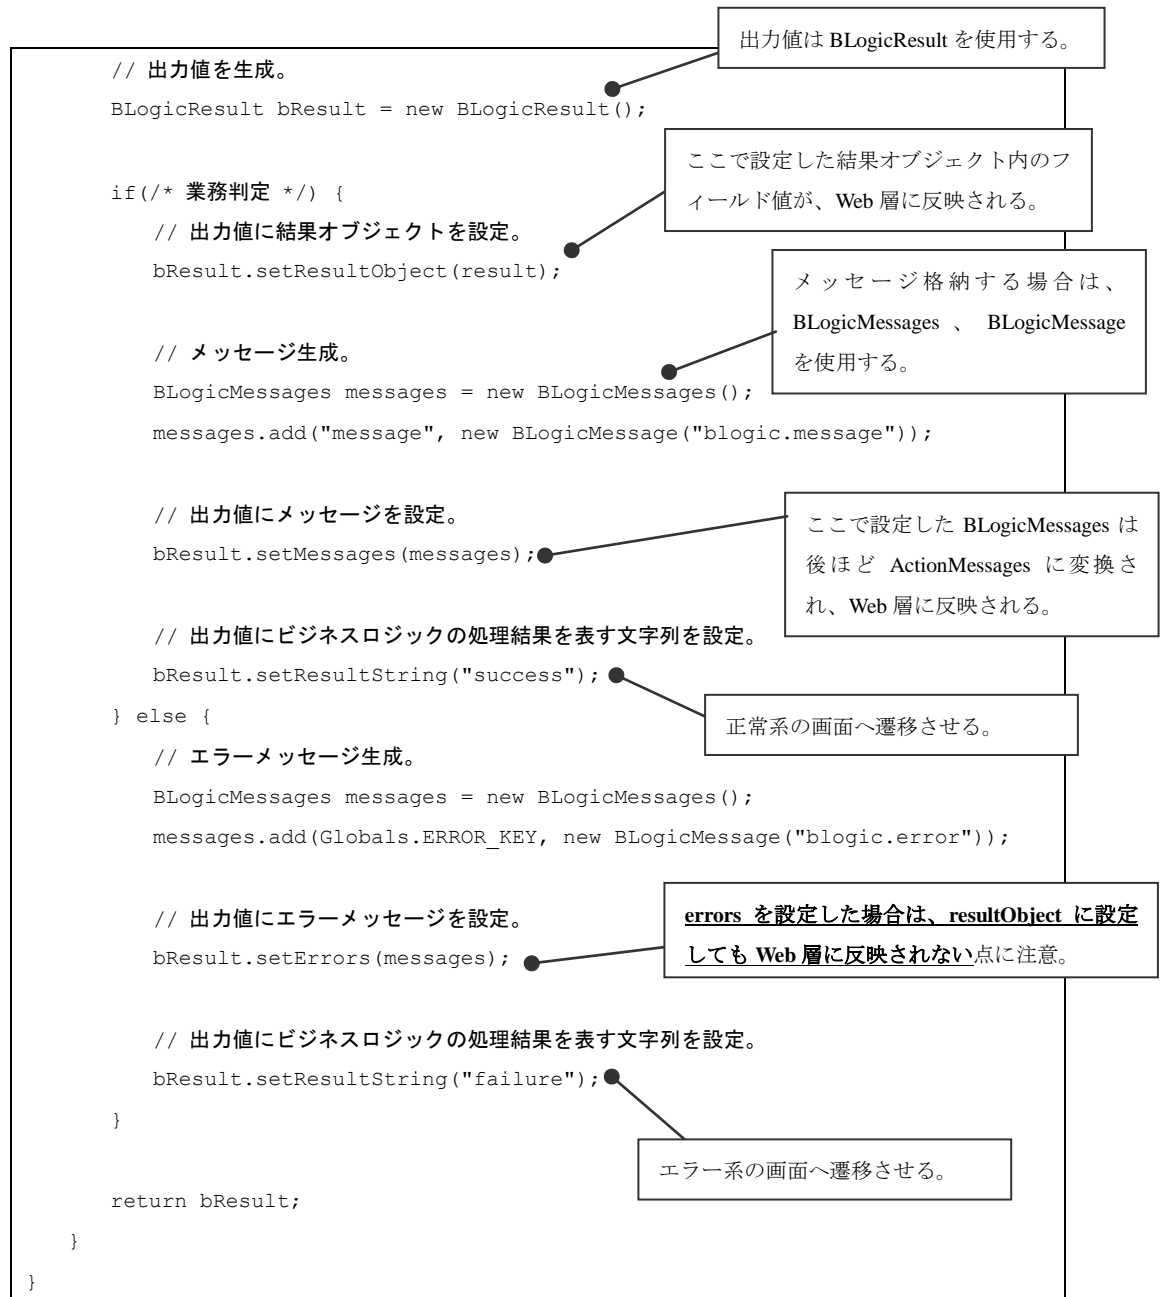 出力値は BLogicResult を使用する。
// 出力値を生成。
BLogicResult bResult = new BLogicResult();
ここで設定した結果オブジェクト内のフ
ィールド値が、Web 層に反映される。
if(/* 業務判定 */) {
// 出力値に結果オブジェクトを設定。
bResult.setResultObject(result);
メッセージ格納する場合は、
BLogicMessages 、 BLogicMessage
を使用する。
// メッセージ生成。
BLogicMessages messages = new BLogicMessages();
messages.add("message", new BLogicMessage("blogic.message"));
// 出力値にメッセージを設定。
bResult.setMessages(messages);
ここで設定した BLogicMessages は
後ほど ActionMessages に変換さ
れ、Web 層に反映される。
// 出力値にビジネスロジックの処理結果を表す文字列を設定。
bResult.setResultString("success");
正常系の画面へ遷移させる。
} else {
// エラーメッセージ生成。
BLogicMessages messages = new BLogicMessages();
messages.add(Globals.ERROR_KEY, new BLogicMessage("blogic.error"));
// 出力値にエラーメッセージを設定。
bResult.setErrors(messages);
errors を設定した場合は、resultObject に設定
しても Web 層に反映されない点に注意。
// 出力値にビジネスロジックの処理結果を表す文字列を設定。
bResult.setResultString("failure");
}
エラー系の画面へ遷移させる。
return bResult;
}
}